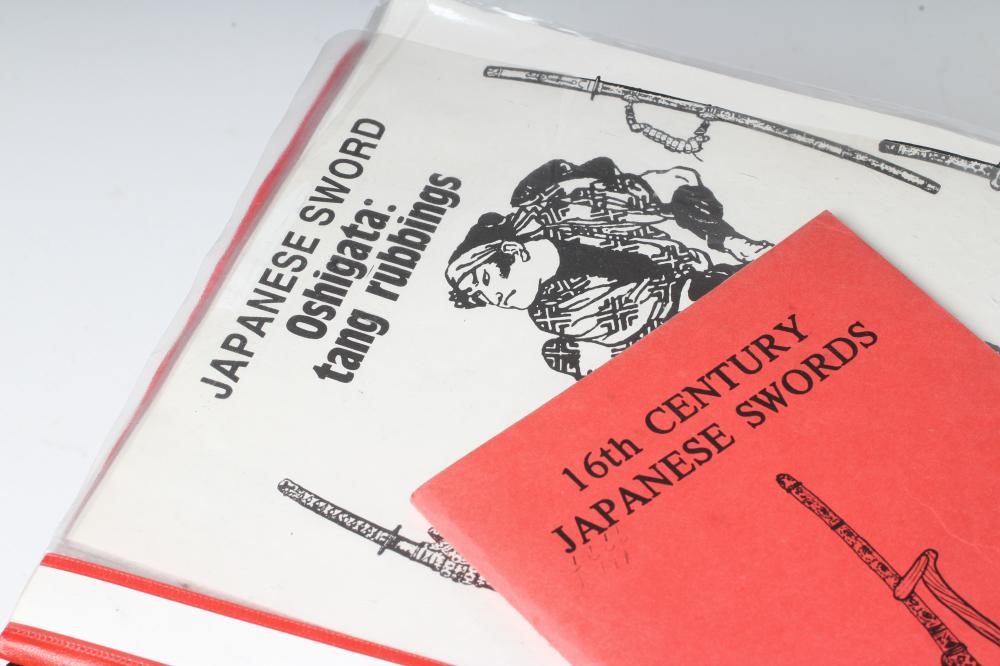 JAPANESE SWORD
Oshigata:
tang rubbings
16th CENTURY
JAPANESE SWORDS